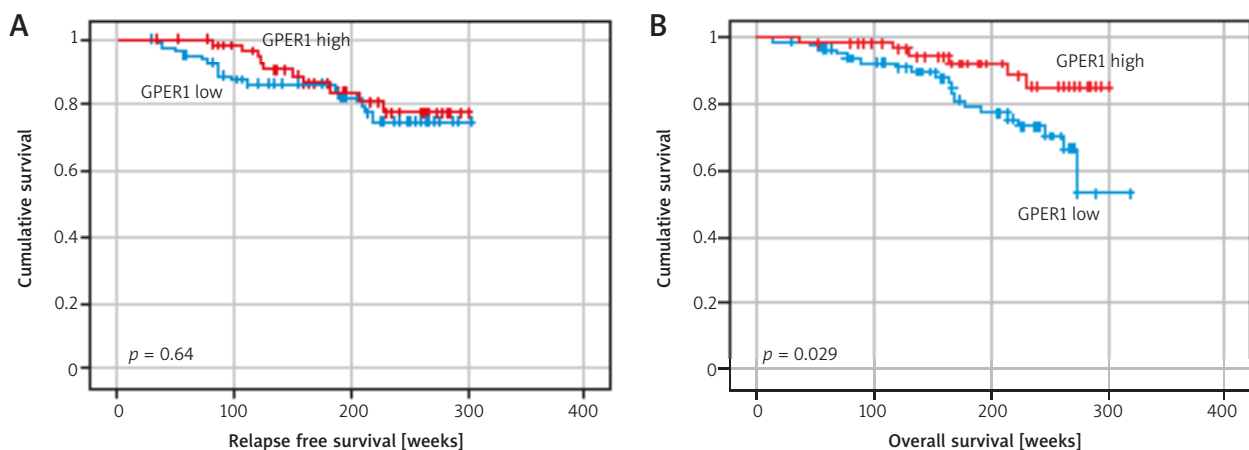 A
Cumulative survival
1
0.8
0.6
0.4
0.2
0
GPER1 high
GPER1 low
p = 0.64
0 100 200 300 400
Relapse free survival [weeks]
B
Cumulative survival
1
0.8
0.6
0.4
0.2
0
GPER1 high
GPER1 low
p = 0.029
0 100 200 300 400
Overall survival [weeks]